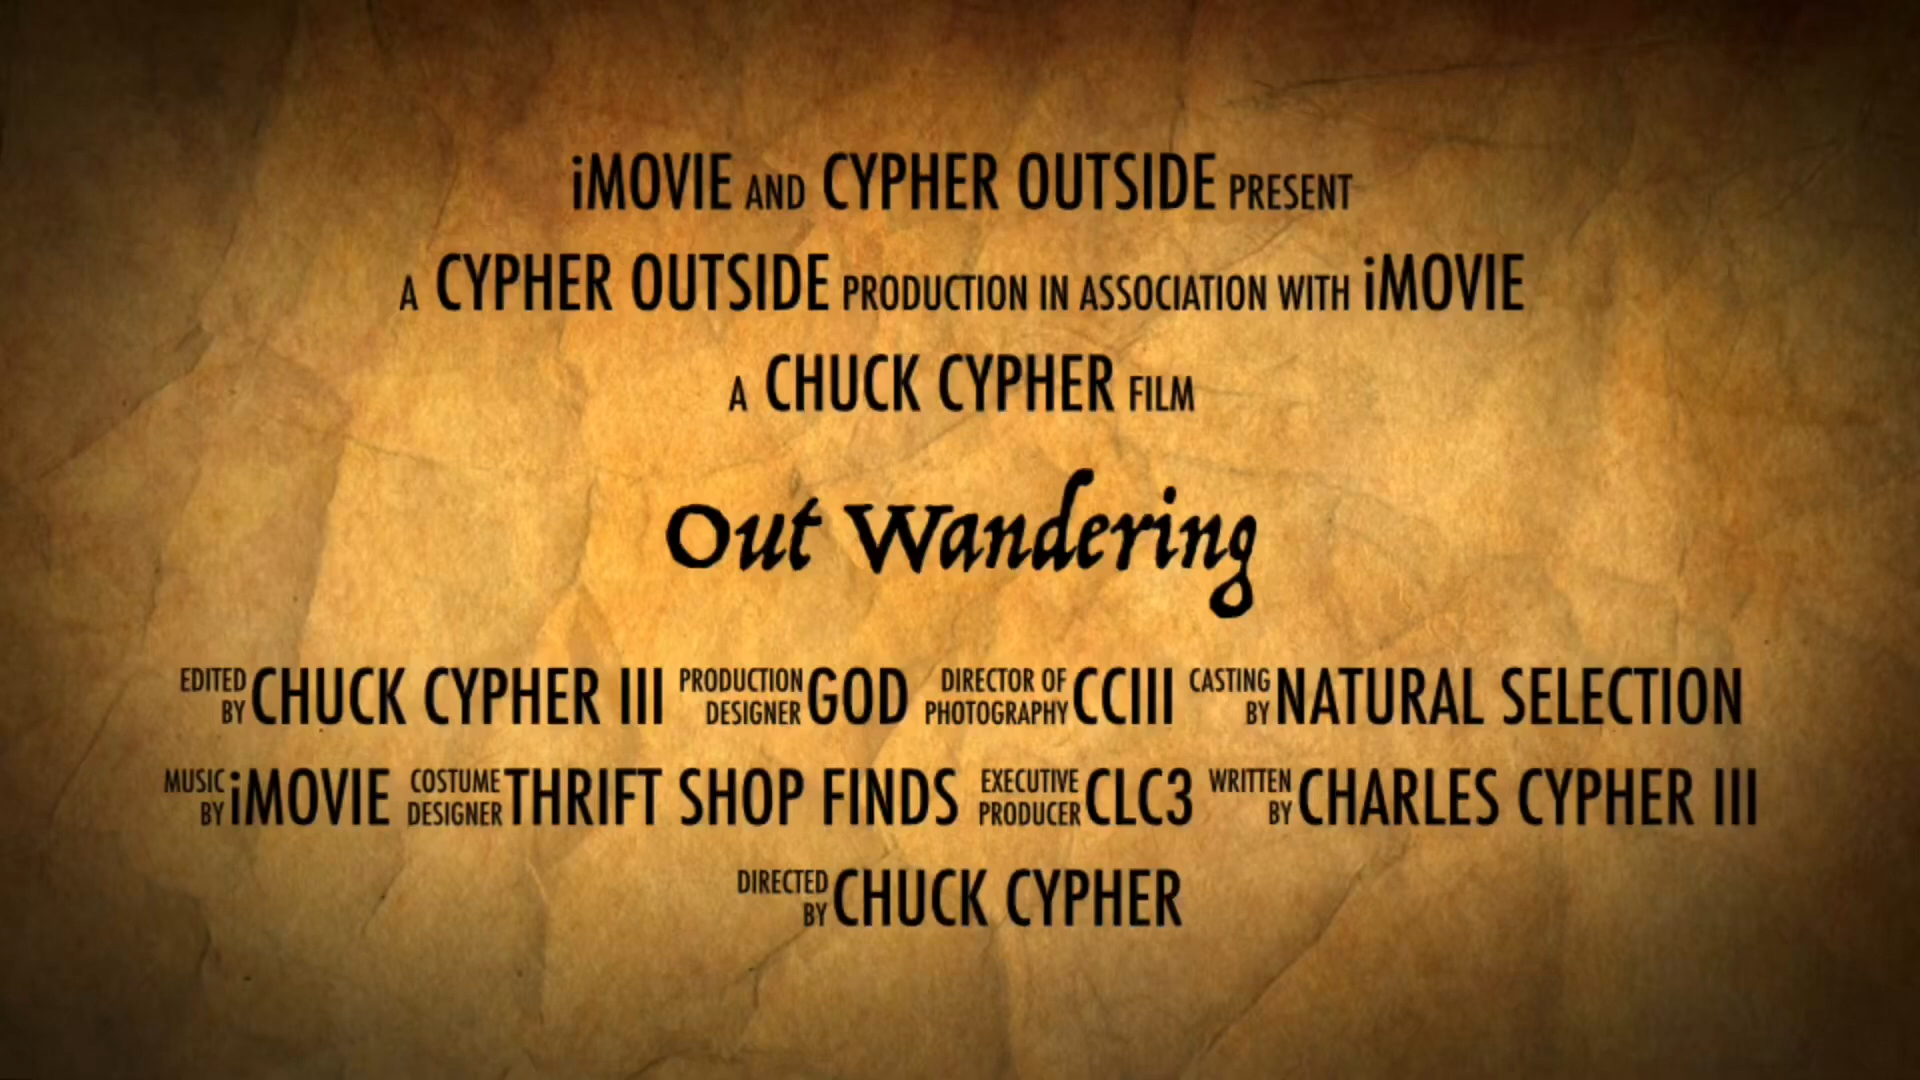 iMOVIE AND CYPHER OUTSIDE PRESENT
A CYPHER OUTSIDE PRODUCTION IN ASSOCIATION WITH iMOVIE
A CHUCK CYPHER FILM
Out Wandering
EDITED BY CHUCK CYPHER III PRODUCTION DESIGNER GOD DIRECTOR OF PHOTOGRAPHY CCIII CASTING BY NATURAL SELECTION
MUSIC BY iMOVIE COSTUME DESIGNER THRIFT SHOP FINDS EXECUTIVE PRODUCER CLC3 WRITTEN BY CHARLES CYPHER III
DIRECTED BY CHUCK CYPHER